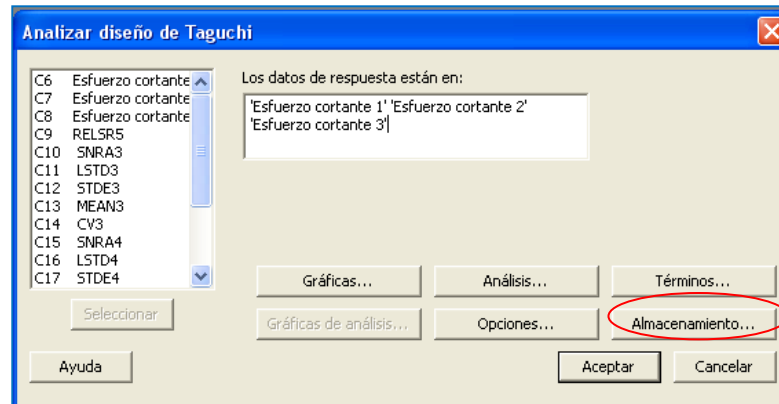 Analizar diseño de Taguchi
C6 Esfuerzo cortante
C7 Esfuerzo cortante
C8 Esfuerzo cortante
C9 RELSR5
C10 SNRA3
C11 LSTD3
C12 STDE3
C13 MEAN3
C14 CV3
C15 SNRA4
C16 LSTD4
C17 STDE4
Los datos de respuesta están en:
'Esfuerzo cortante 1' 'Esfuerzo cortante 2'
'Esfuerzo cortante 3'
Gráficas... Análisis... Términos...
Seleccionar
Gráficas de análisis... Opciones... Almacenamiento...
Ayuda Aceptar Cancelar